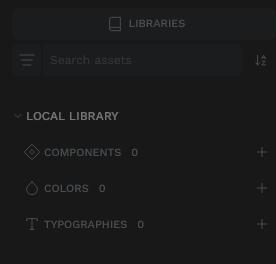 LIBRARIES
Search assets
LOCAL LIBRARY
COMPONENTS 0
COLORS 0
TYPOGRAPHIES 0